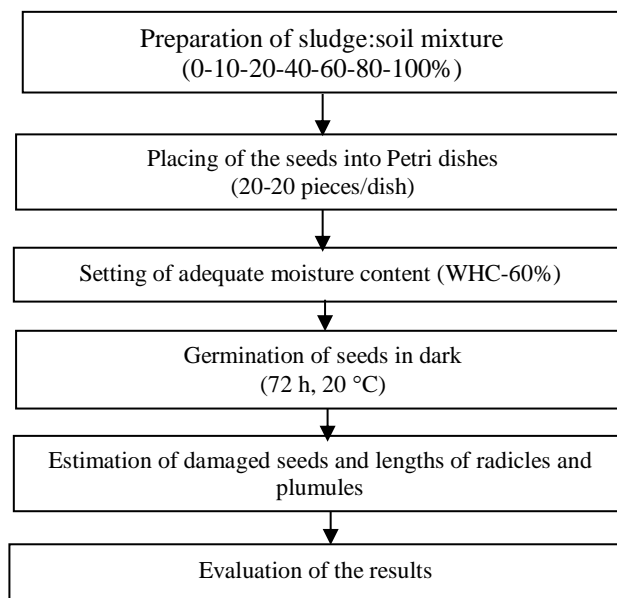 Preparation of sludge:soil mixture
(0-10-20-40-60-80-100%)
Placing of the seeds into Petri dishes
(20-20 pieces/dish)
Setting of adequate moisture content (WHC-60%)
Germination of seeds in dark
(72 h, 20 °C)
Estimation of damaged seeds and lengths of radicles and
plumules
Evaluation of the results